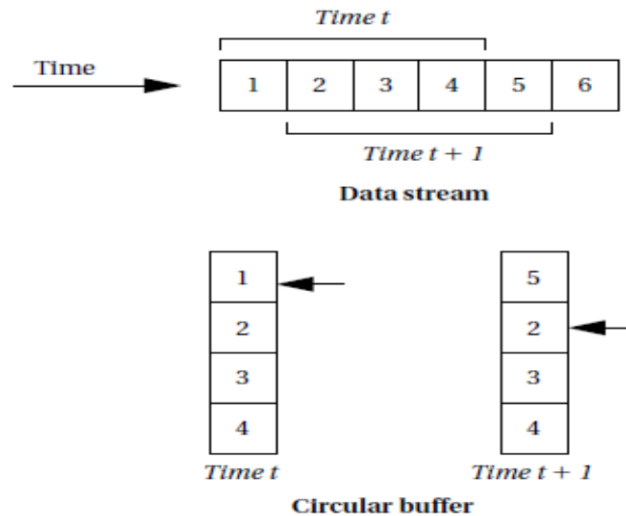 Time t
Time
1 2 3 4 5 6
Time t + 1
Data stream
1 5
2 2
3 3
4 4
Time t Time t + 1
Circular buffer